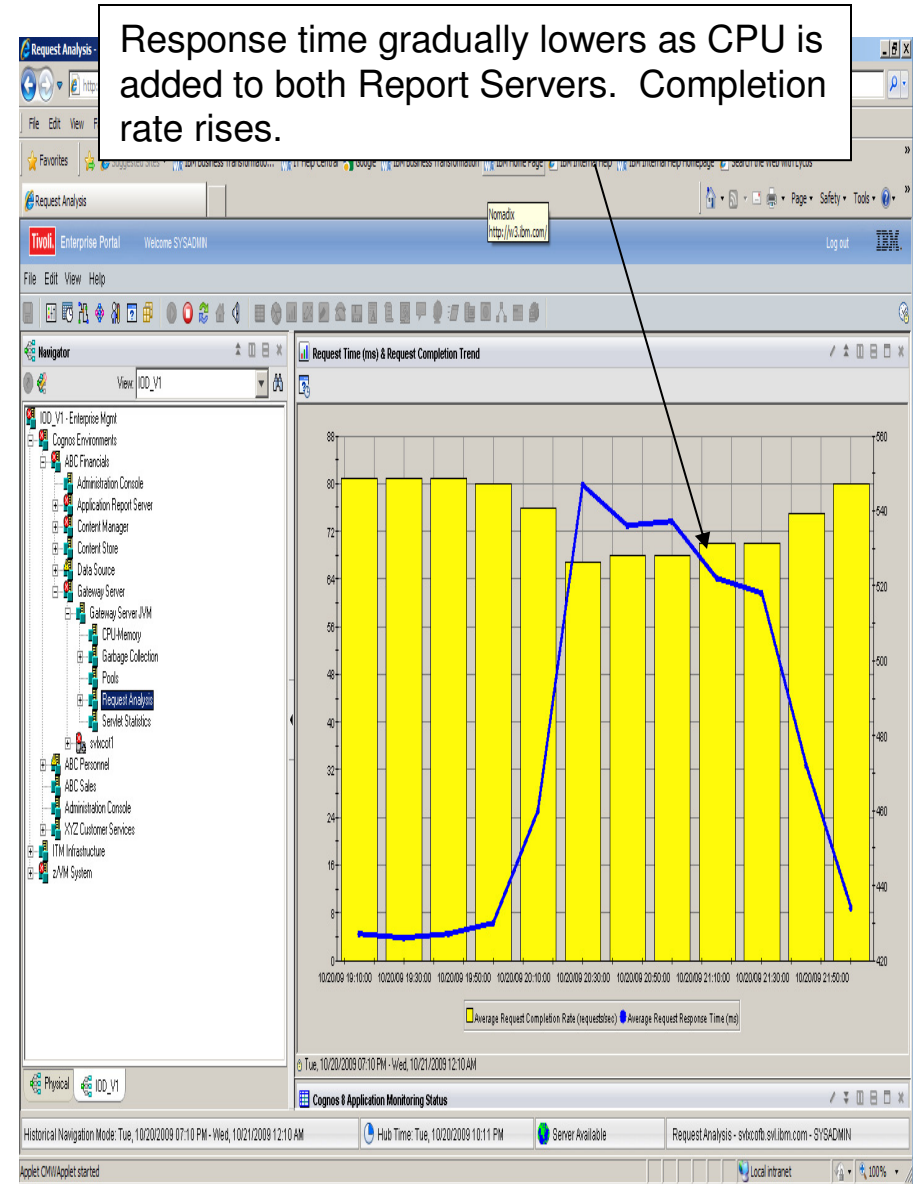 Response time gradually lowers as CPU is
added to both Report Servers. Completion
rate rises.
Request Analysis -
http:
File Edit View F
Favorites
Request Analysis
Page Safety Tools
Nomadix
http://w3.ibm.com/
Tivoli. Enterprise Portal Welcome SYSADMIN Log out IBM.
File Edit View Help
Navigator
View: IOD_V1
IOD_V1 - Enterprise Mgmt
Cognos Environments
ABC Financials
Administration Console
Application Report Server
Content Manager
Content Store
Data Source
Gateway Server
Gateway Server JVM
CPU-Memory
Garbage Collection
Pools
Request Analysis
Servlet Statistics
svlxcot1
ABC Personnel
ABC Sales
Administration Console
XYZ Customer Services
ITM Infrastructure
z/VM System
Physical IOD_V1
Request Time (ms) & Request Completion Trend
88
80
72
64
56
48
40
32
24
16
8
0
560
540
520
500
480
460
440
420
10/20/09 19:10:00 10/20/09 19:30:00 10/20/09 19:50:00 10/20/09 20:10:00 10/20/09 20:30:00 10/20/09 20:50:00 10/20/09 21:10:00 10/20/09 21:30:00 10/20/09 21:50:00
Average Request Completion Rate (requests/sec) Average Request Response Time (ms)
Tue, 10/20/2009 07:10 PM - Wed, 10/21/2009 12:10 AM
Cognos 8 Application Monitoring Status
Historical Navigation Mode: Tue, 10/20/2009 07:10 PM - Wed, 10/21/2009 12:10 AM Hub Time: Tue, 10/20/2009 10:11 PM Server Available Request Analysis - svlxcofb.svl.ibm.com - SYSADMIN
Applet CMWApplet started Local intranet 100%